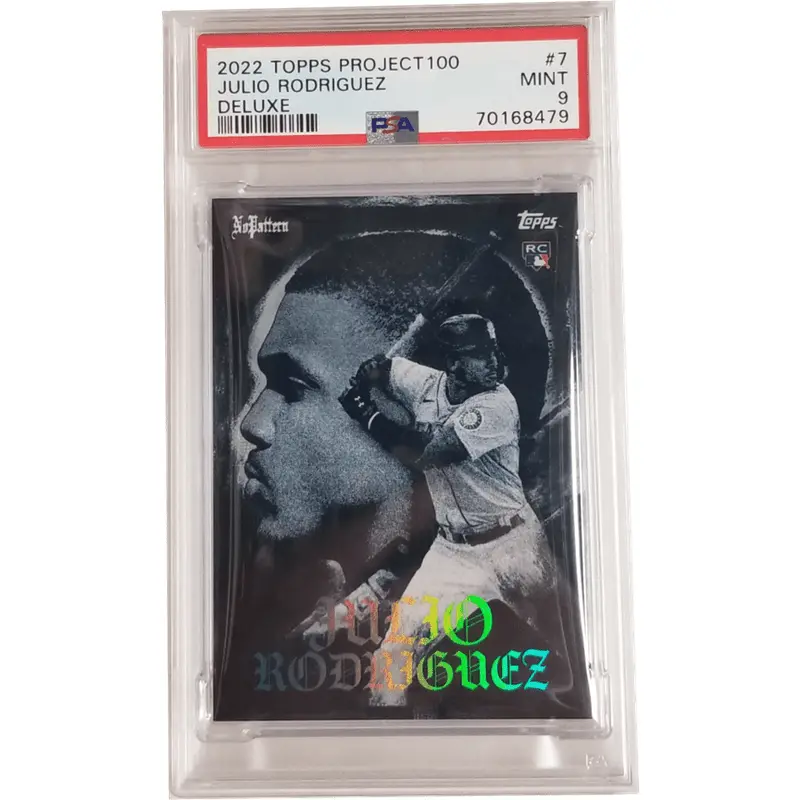 2022 TOPPS PROJECT100 #7
JULIO RODRIGUEZ MINT
DELUXE 9
PSA 70168479
NoPattern
Topps
RC
JULIO
RODRIGUEZ